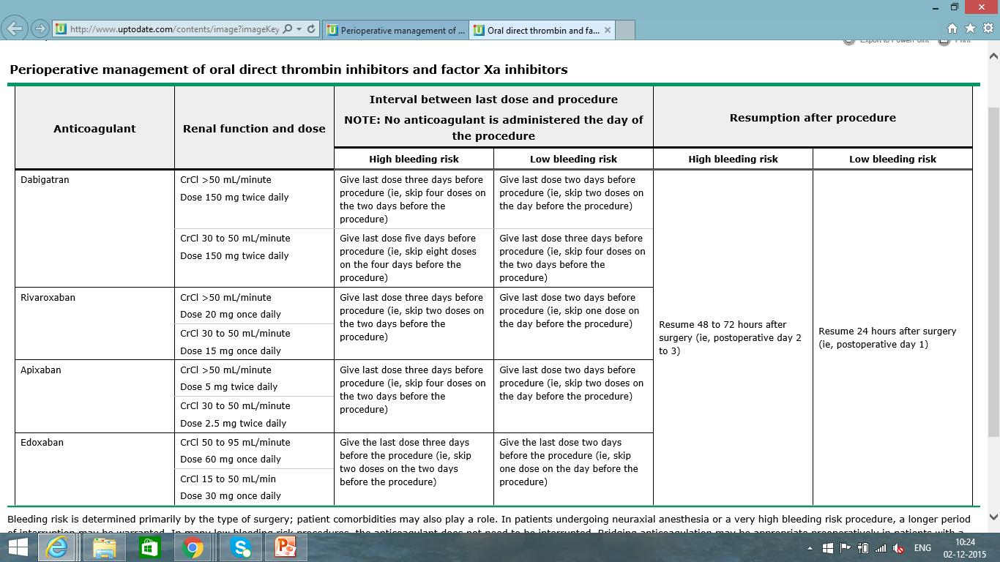 http://www.uptodate.com/contents/image?imageKey
Perioperative management of ...
Oral direct thrombin and fa...
Export to PowerPoint
Print
Perioperative management of oral direct thrombin inhibitors and factor Xa inhibitors
Anticoagulant
Renal function and dose
Interval between last dose and procedure
NOTE: No anticoagulant is administered the day of
the procedure
Resumption after procedure
High bleeding risk
Low bleeding risk
High bleeding risk
Low bleeding risk
Dabigatran
CrCl >50 mL/minute
Dose 150 mg twice daily
Give last dose three days before
procedure (ie, skip four doses on
the two days before the
procedure)
Give last dose two days before
procedure (ie, skip two doses on
the day before the procedure)
CrCl 30 to 50 mL/minute
Dose 150 mg twice daily
Give last dose five days before
procedure (ie, skip eight doses
on the four days before the
procedure)
Give last dose three days before
procedure (ie, skip four doses on
the two days before the
procedure)
Rivaroxaban
CrCl >50 mL/minute
Dose 20 mg once daily
CrCl 30 to 50 mL/minute
Dose 15 mg once daily
Give last dose three days before
procedure (ie, skip two doses on
the two days before the
procedure)
Give last dose two days before
procedure (ie, skip one dose on
the day before the procedure)
Apixaban
CrCl >50 mL/minute
Dose 5 mg twice daily
CrCl 30 to 50 mL/minute
Dose 2.5 mg twice daily
Give last dose three days before
procedure (ie, skip four doses on
the two days before the
procedure)
Give last dose two days before
procedure (ie, skip two doses on
the day before the procedure)
Edoxaban
CrCl 50 to 95 mL/minute
Dose 60 mg once daily
CrCl 15 to 50 mL/min
Dose 30 mg once daily
Give the last dose three days
before the procedure (ie, skip
two doses on the two days
before the procedure)
Give the last dose two days
before the procedure (ie, skip
one dose on the day before the
procedure)
Resume 48 to 72 hours after
surgery (ie, postoperative day 2
to 3)
Resume 24 hours after surgery
(ie, postoperative day 1)
Bleeding risk is determined primarily by the type of surgery; patient comorbidities may also play a role. In patients undergoing neuraxial anesthesia or a very high bleeding risk procedure, a longer period
of interruption may be warranted. In many low bleeding risk procedures, the anticoagulant does not need to be interrupted. Bridging anticoagulation may be appropriate preoperatively in patients with a
ENG
10:24
02-12-2015